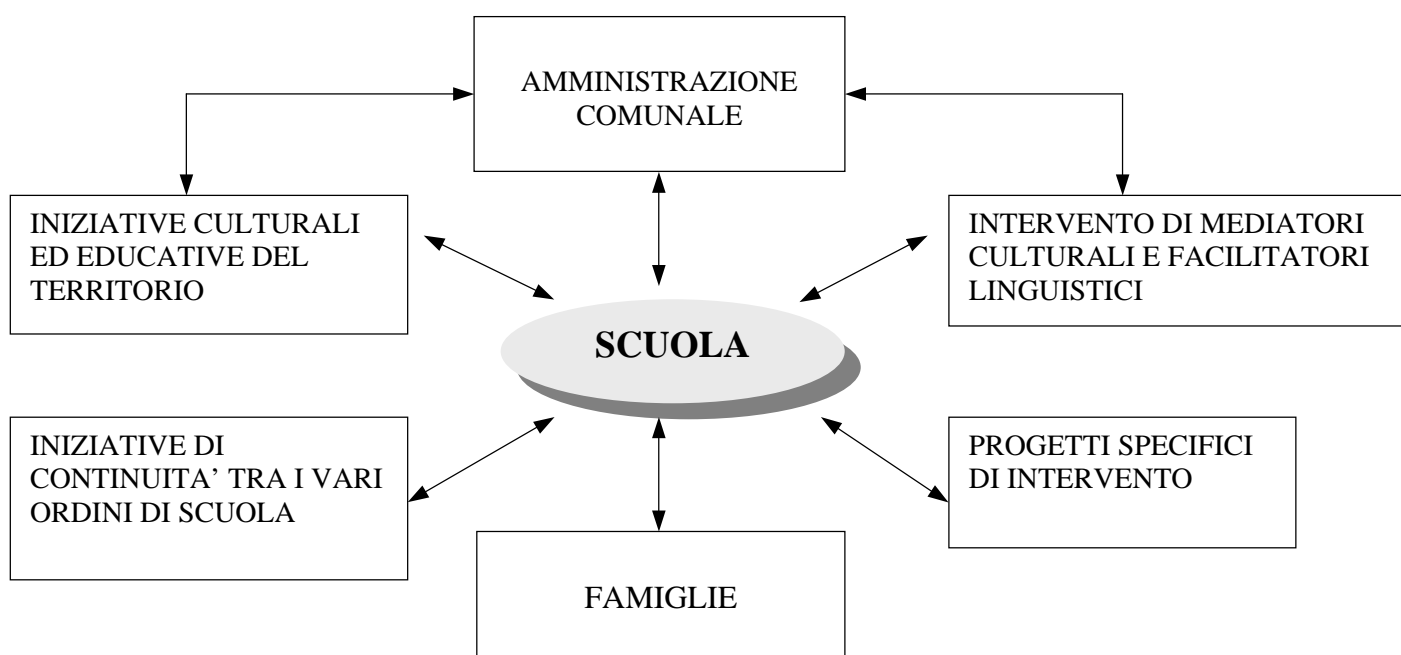 AMMINISTRAZIONE
COMUNALE
INIZIATIVE CULTURALI
ED EDUCATIVE DEL
TERRITORIO
INTERVENTO DI MEDIATORI
CULTURALI E FACILITATORI
LINGUISTICI
SCUOLA
INIZIATIVE DI
CONTINUITA’ TRA I VARI
ORDINI DI SCUOLA
PROGETTI SPECIFICI
DI INTERVENTO
FAMIGLIE